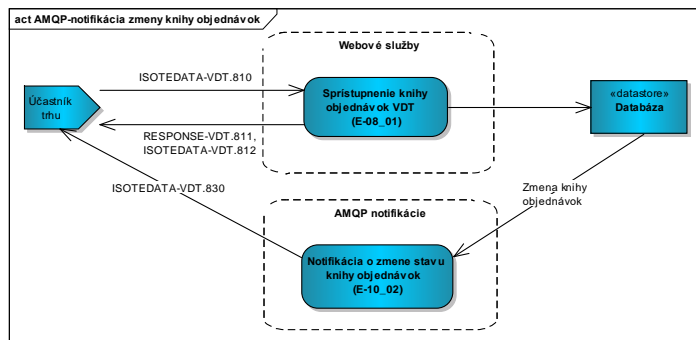 act AMQP-notifikácia zmeny knihy objednávok
Webové služby
ISOTEDATA-VDT.810
Účastník
trhu
Sprístupnenie knihy
objednávok VDT
(E-08_01)
«datastore»
Databáza
RESPONSE-VDT.811,
ISOTEDATA-VDT.812
ISOTEDATA-VDT.830
Zmena knihy
objednávok
AMQP notifikácie
Notifikácia o zmene stavu
knihy objednávok
(E-10_02)